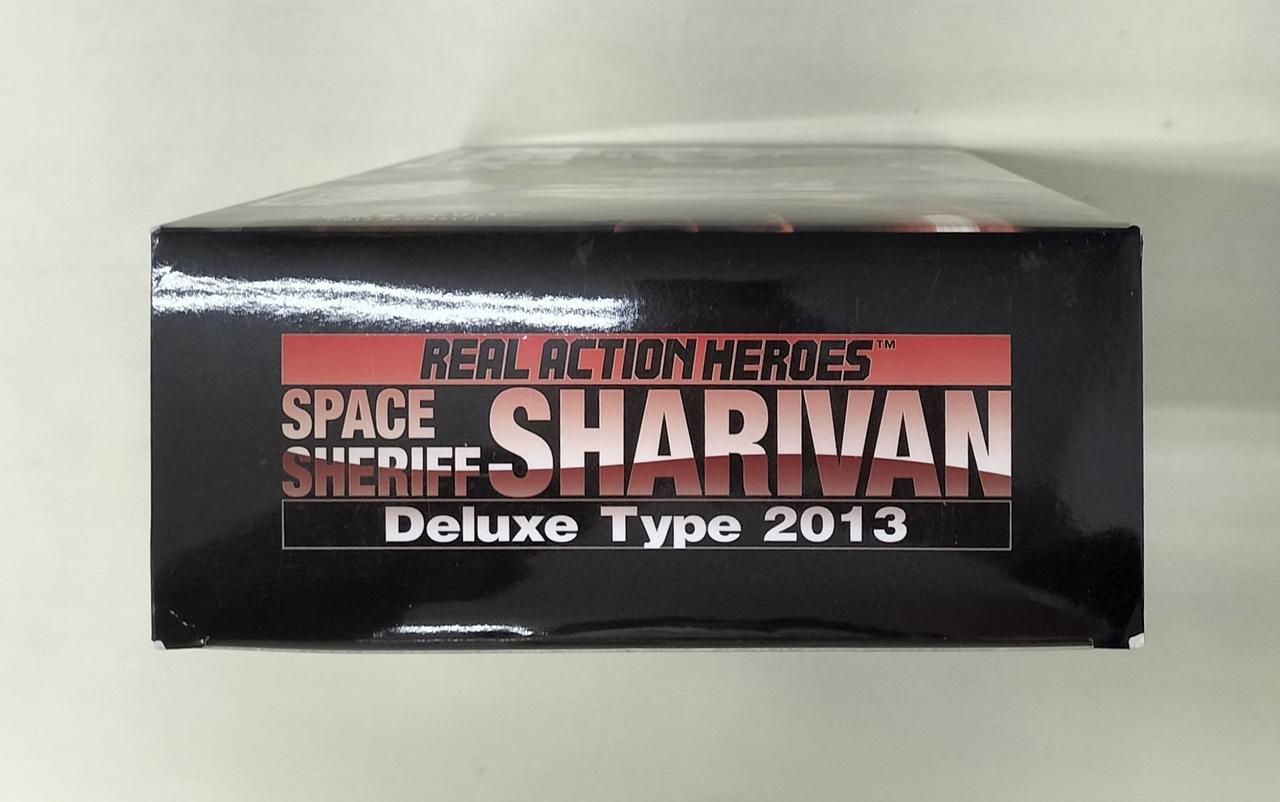 REAL ACTION HEROES™
SPACE
SHERIFF-SHARIVAN
Deluxe Type 2013